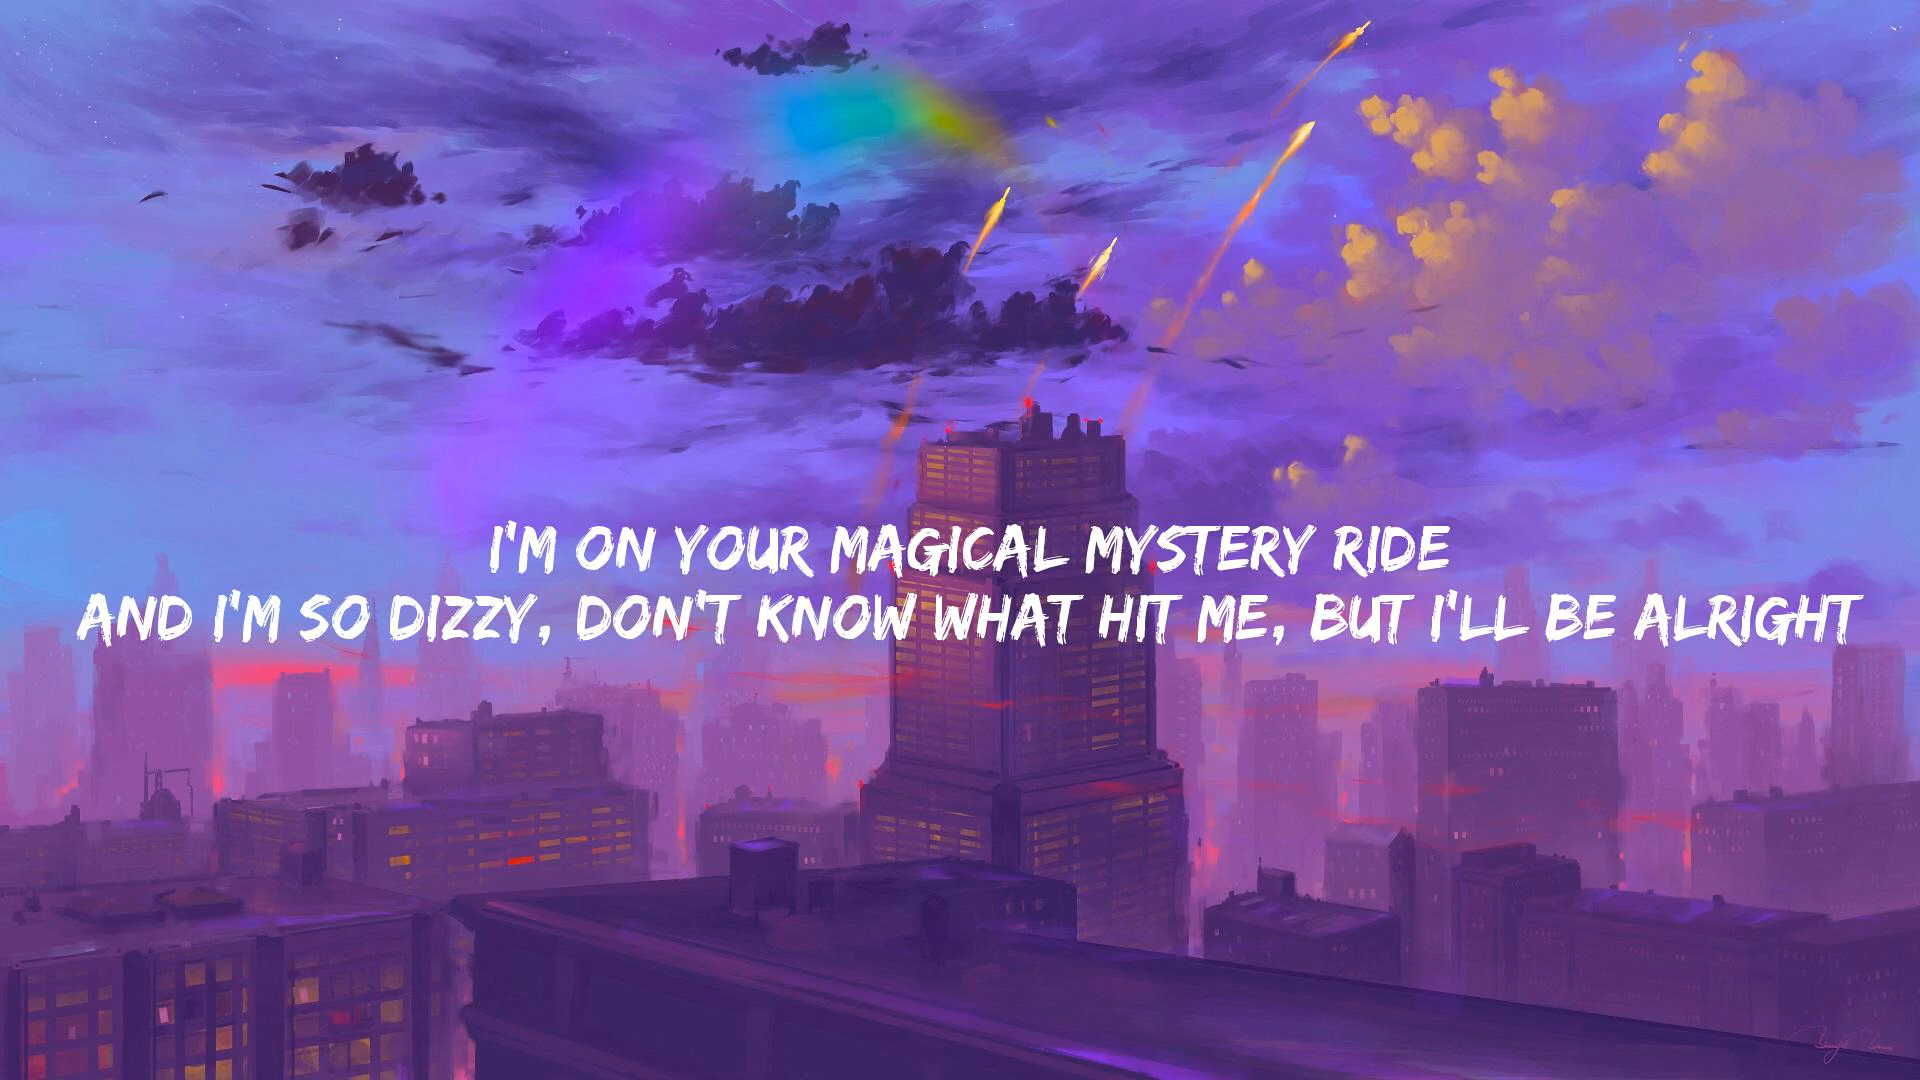 I'M ON YOUR MAGICAL MYSTERY RIDE
AND I'M SO DIZZY, DON'T KNOW WHAT HIT ME, BUT I'LL BE ALRIGHT